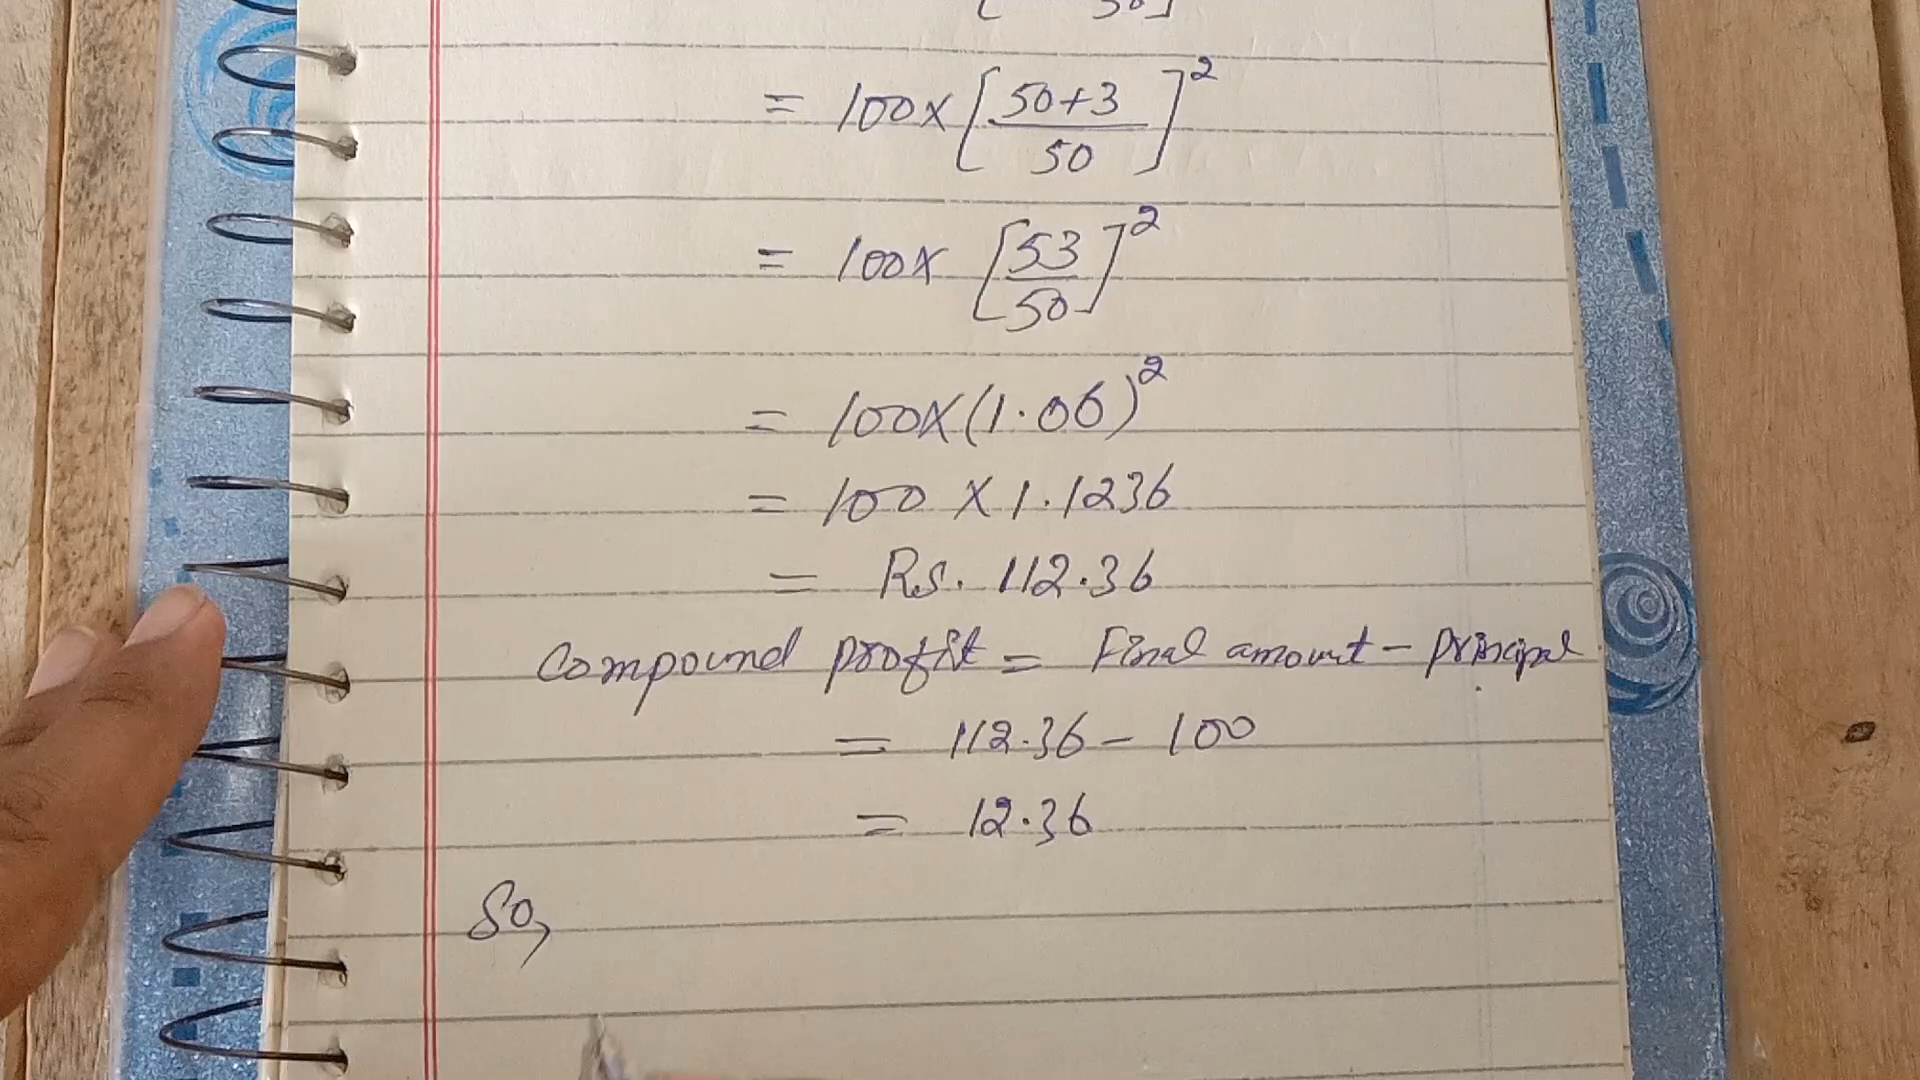 50]
= 100x[50+3/50]²
= 100x [53/50]²
= 100x(1.06)²
= 100 x 1.1236
= Rs. 112.36
Compound profit = Final amount - Principal
= 112.36 - 100
= 12.36
So,